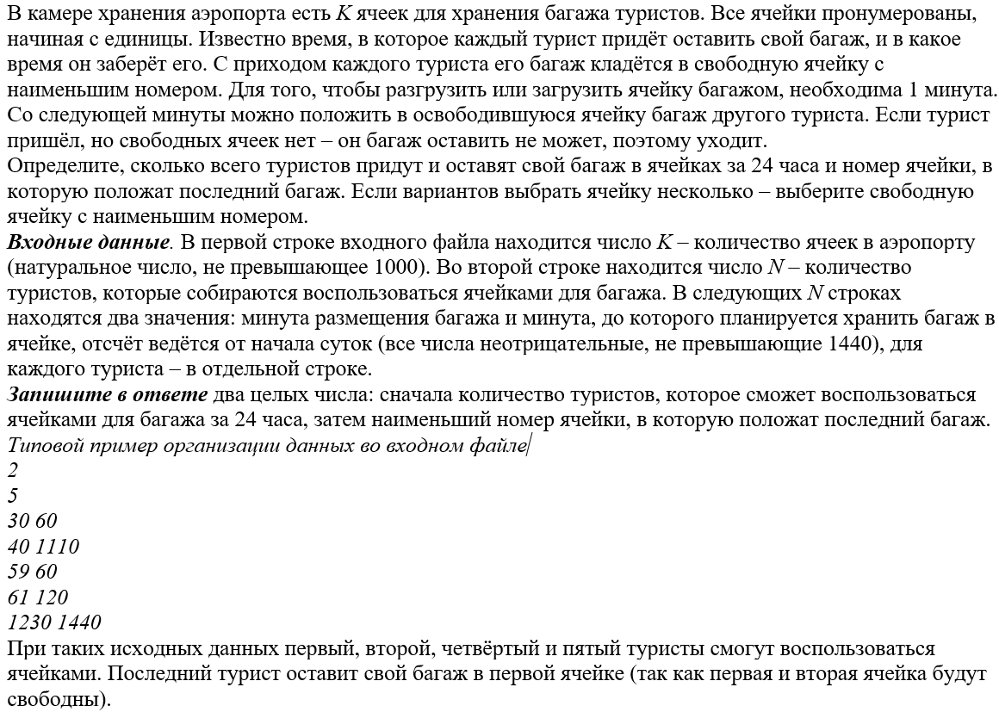 В камере хранения аэропорта есть K ячеек для хранения багажа туристов. Все ячейки пронумерованы,
начиная с единицы. Известно время, в которое каждый турист придёт оставить свой багаж, и в какое
время он заберёт его. С приходом каждого туриста его багаж кладётся в свободную ячейку с
наименьшим номером. Для того, чтобы разгрузить или загрузить ячейку багажом, необходима 1 минута.
Со следующей минуты можно положить в освободившуюся ячейку багаж другого туриста. Если турист
пришёл, но свободных ячеек нет – он багаж оставить не может, поэтому уходит.
Определите, сколько всего туристов придут и оставят свой багаж в ячейках за 24 часа и номер ячейки, в
которую положат последний багаж. Если вариантов выбрать ячейку несколько – выберите свободную
ячейку с наименьшим номером.
Входные данные. В первой строке входного файла находится число K – количество ячеек в аэропорту
(натуральное число, не превышающее 1000). Во второй строке находится число N – количество
туристов, которые собираются воспользоваться ячейками для багажа. В следующих N строках
находятся два значения: минута размещения багажа и минута, до которого планируется хранить багаж в
ячейке, отсчёт ведётся от начала суток (все числа неотрицательные, не превышающие 1440), для
каждого туриста – в отдельной строке.
Запишите в ответе два целых числа: сначала количество туристов, которое сможет воспользоваться
ячейками для багажа за 24 часа, затем наименьший номер ячейки, в которую положат последний багаж.
Типовой пример организации данных во входном файле
2
5
30 60
40 1110
59 60
61 120
1230 1440
При таких исходных данных первый, второй, четвёртый и пятый туристы смогут воспользоваться
ячейками. Последний турист оставит свой багаж в первой ячейке (так как первая и вторая ячейка будут
свободны).